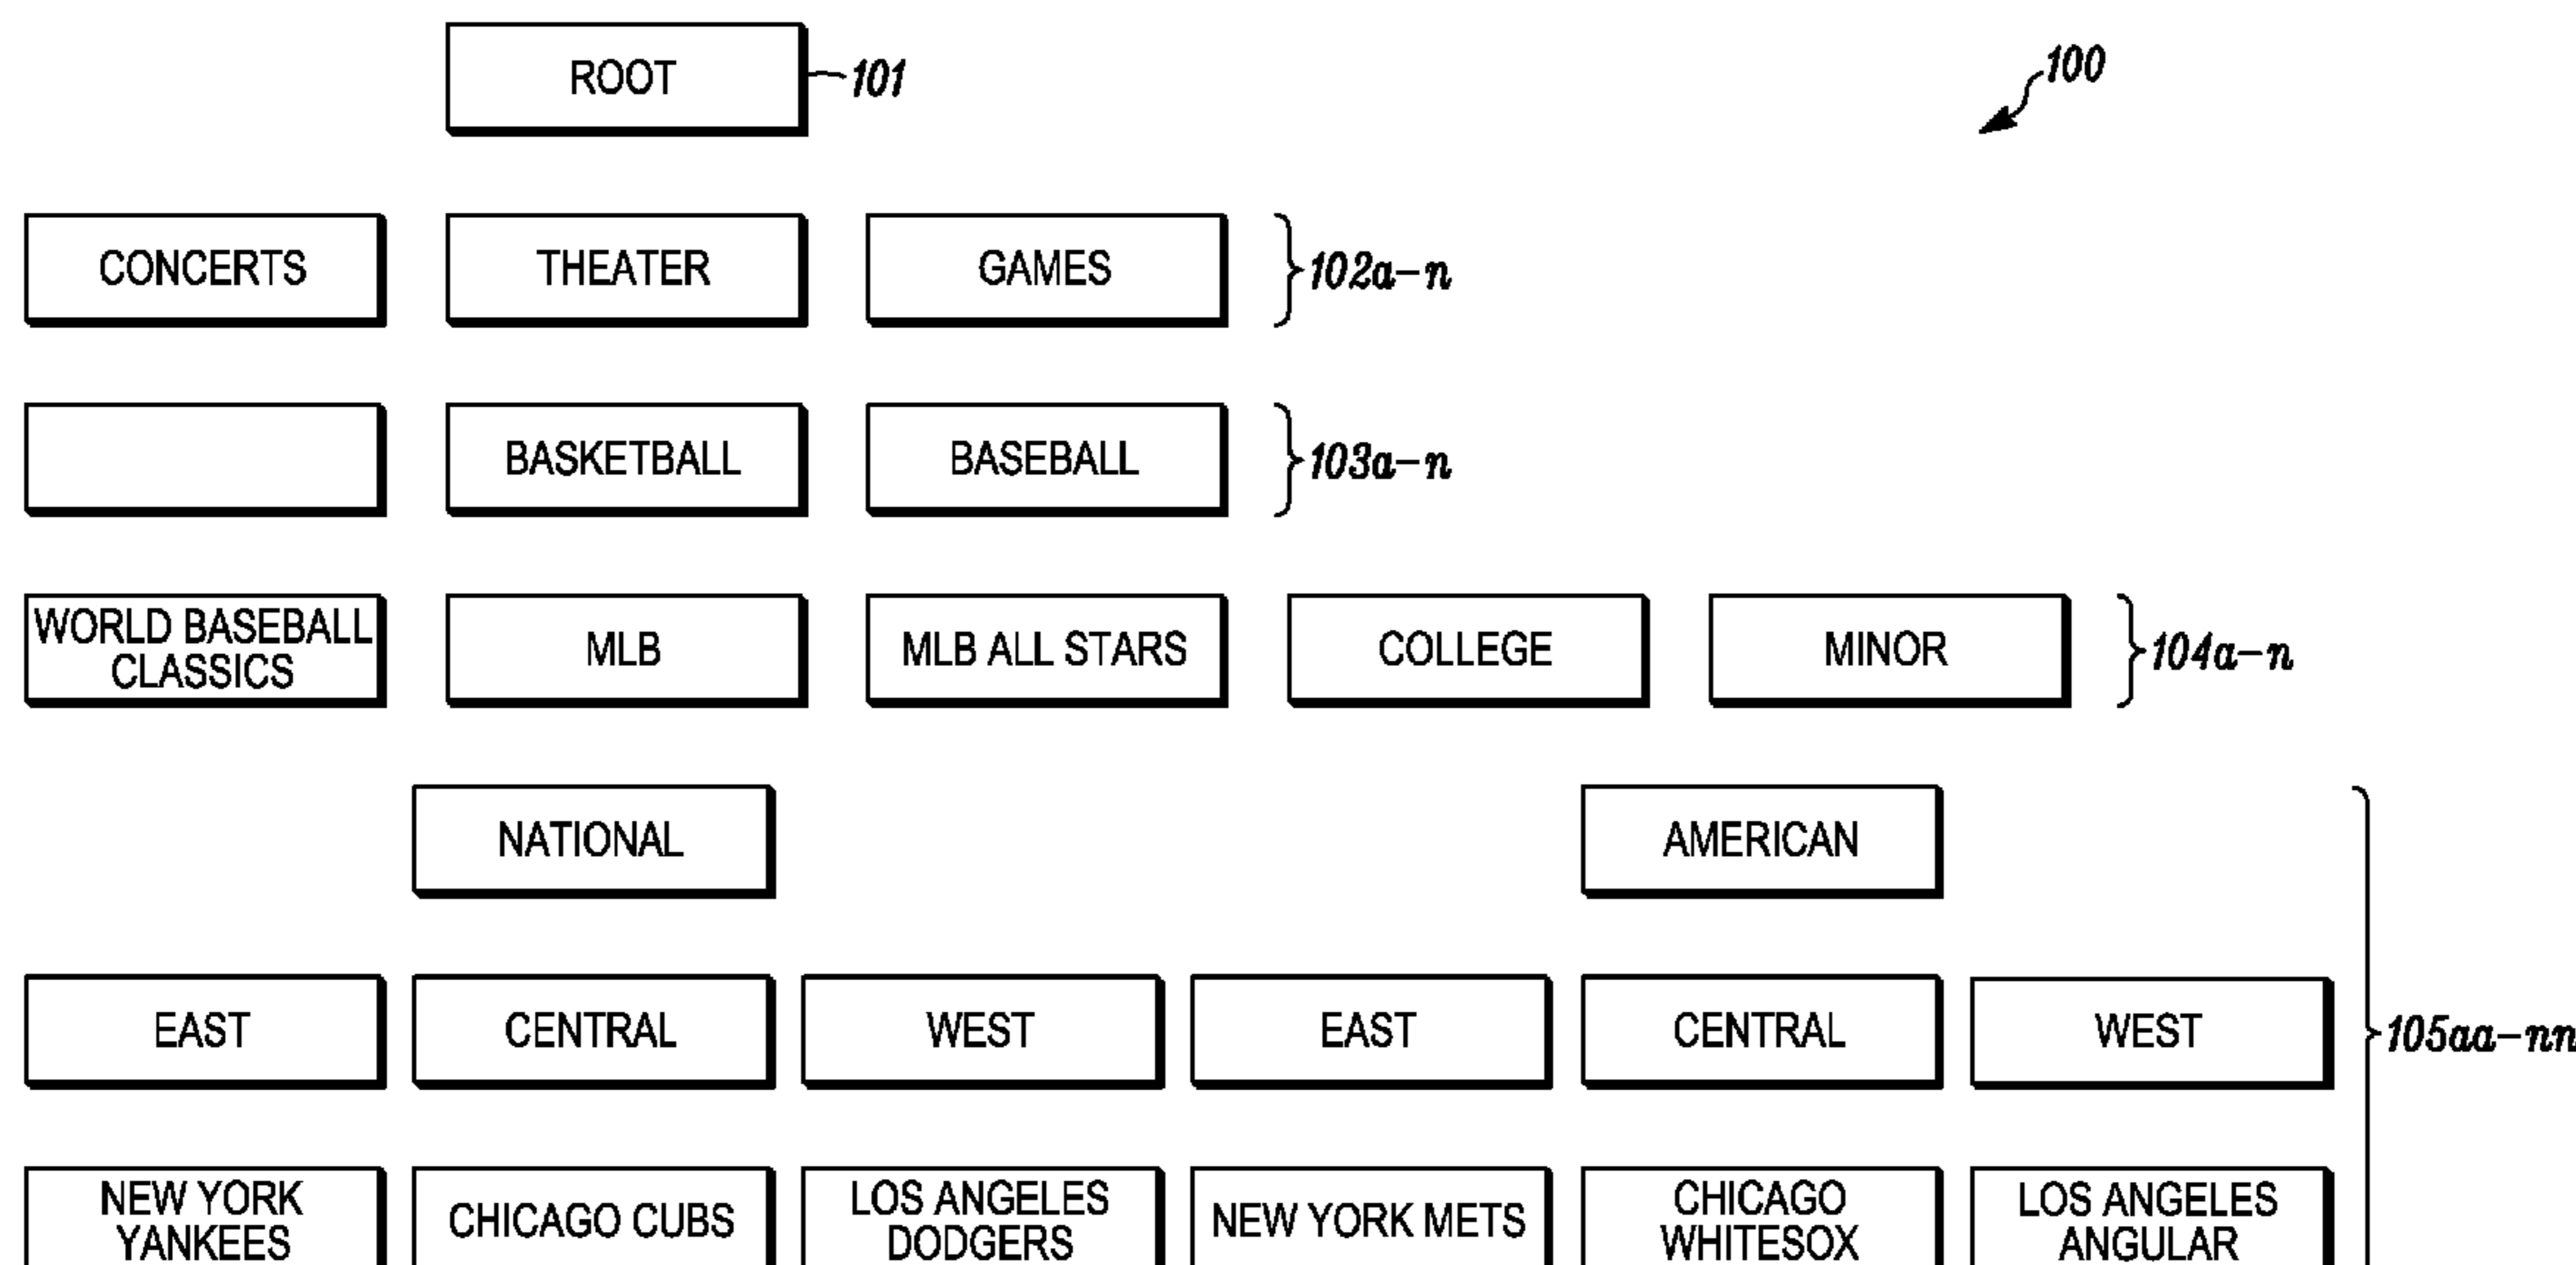 ROOT
101
100
CONCERTS
THEATER
GAMES
102a-n
BASKETBALL
BASEBALL
103a-n
WORLD BASEBALL
CLASSICS
MLB
MLB ALL STARS
COLLEGE
MINOR
104a-n
NATIONAL
AMERICAN
EAST
CENTRAL
WEST
EAST
CENTRAL
WEST
105aa-nn
NEW YORK
YANKEES
CHICAGO CUBS
LOS ANGELES
DODGERS
NEW YORK METS
CHICAGO
WHITESOX
LOS ANGELES
ANGULAR